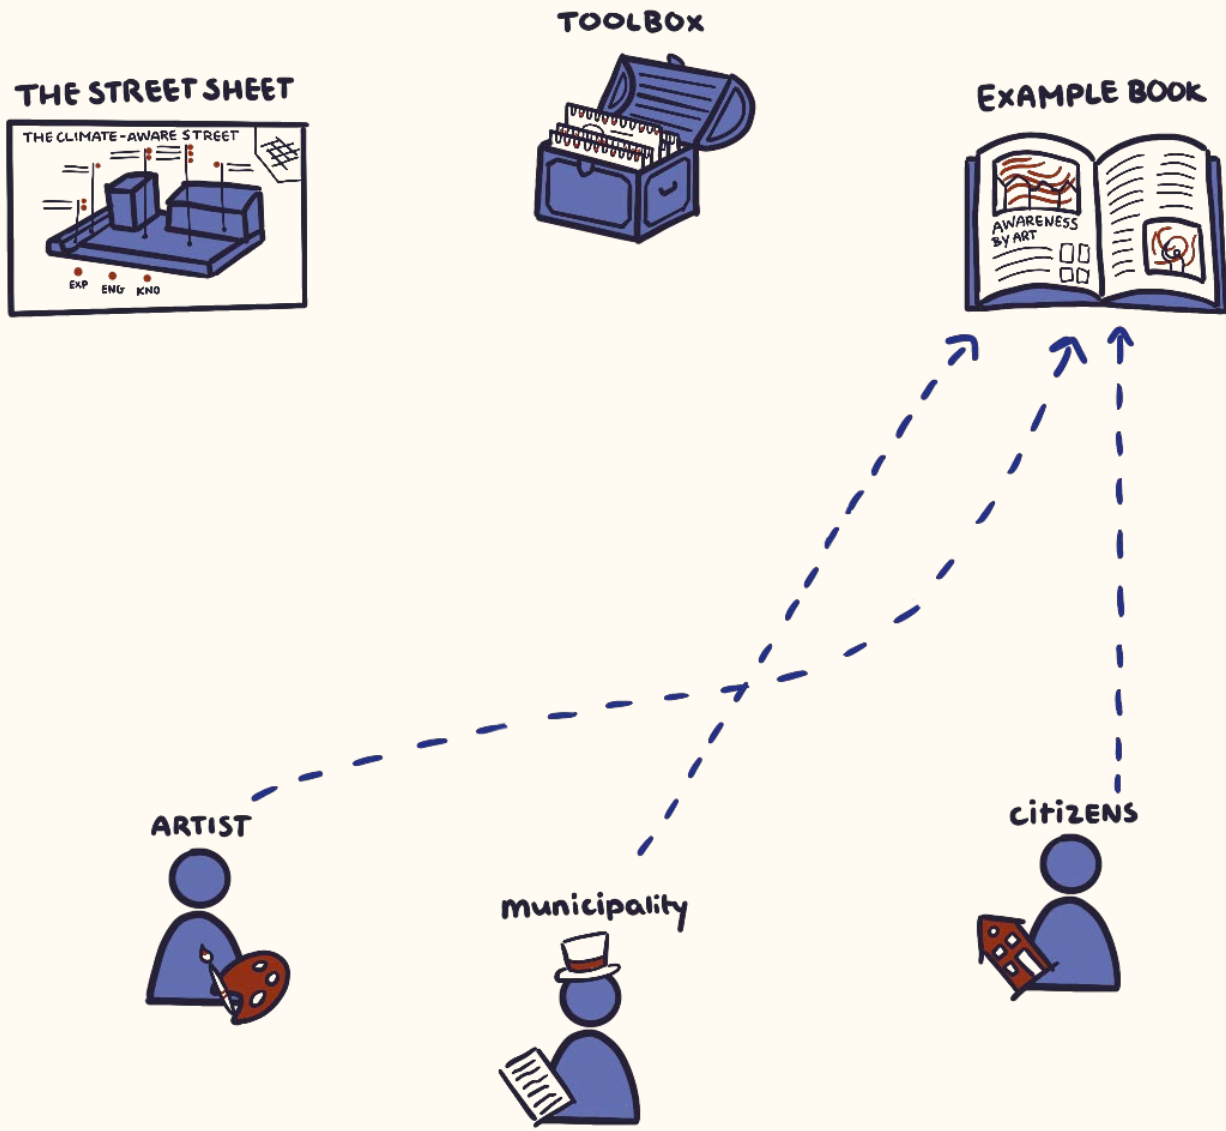 TOOLBOX
THE STREET SHEET
EXAMPLE BOOK
THE CLIMATE-AWARE STREET
EXP ENG KNO
AWARENESS
BY ART
ARTIST
CITIZENS
municipality